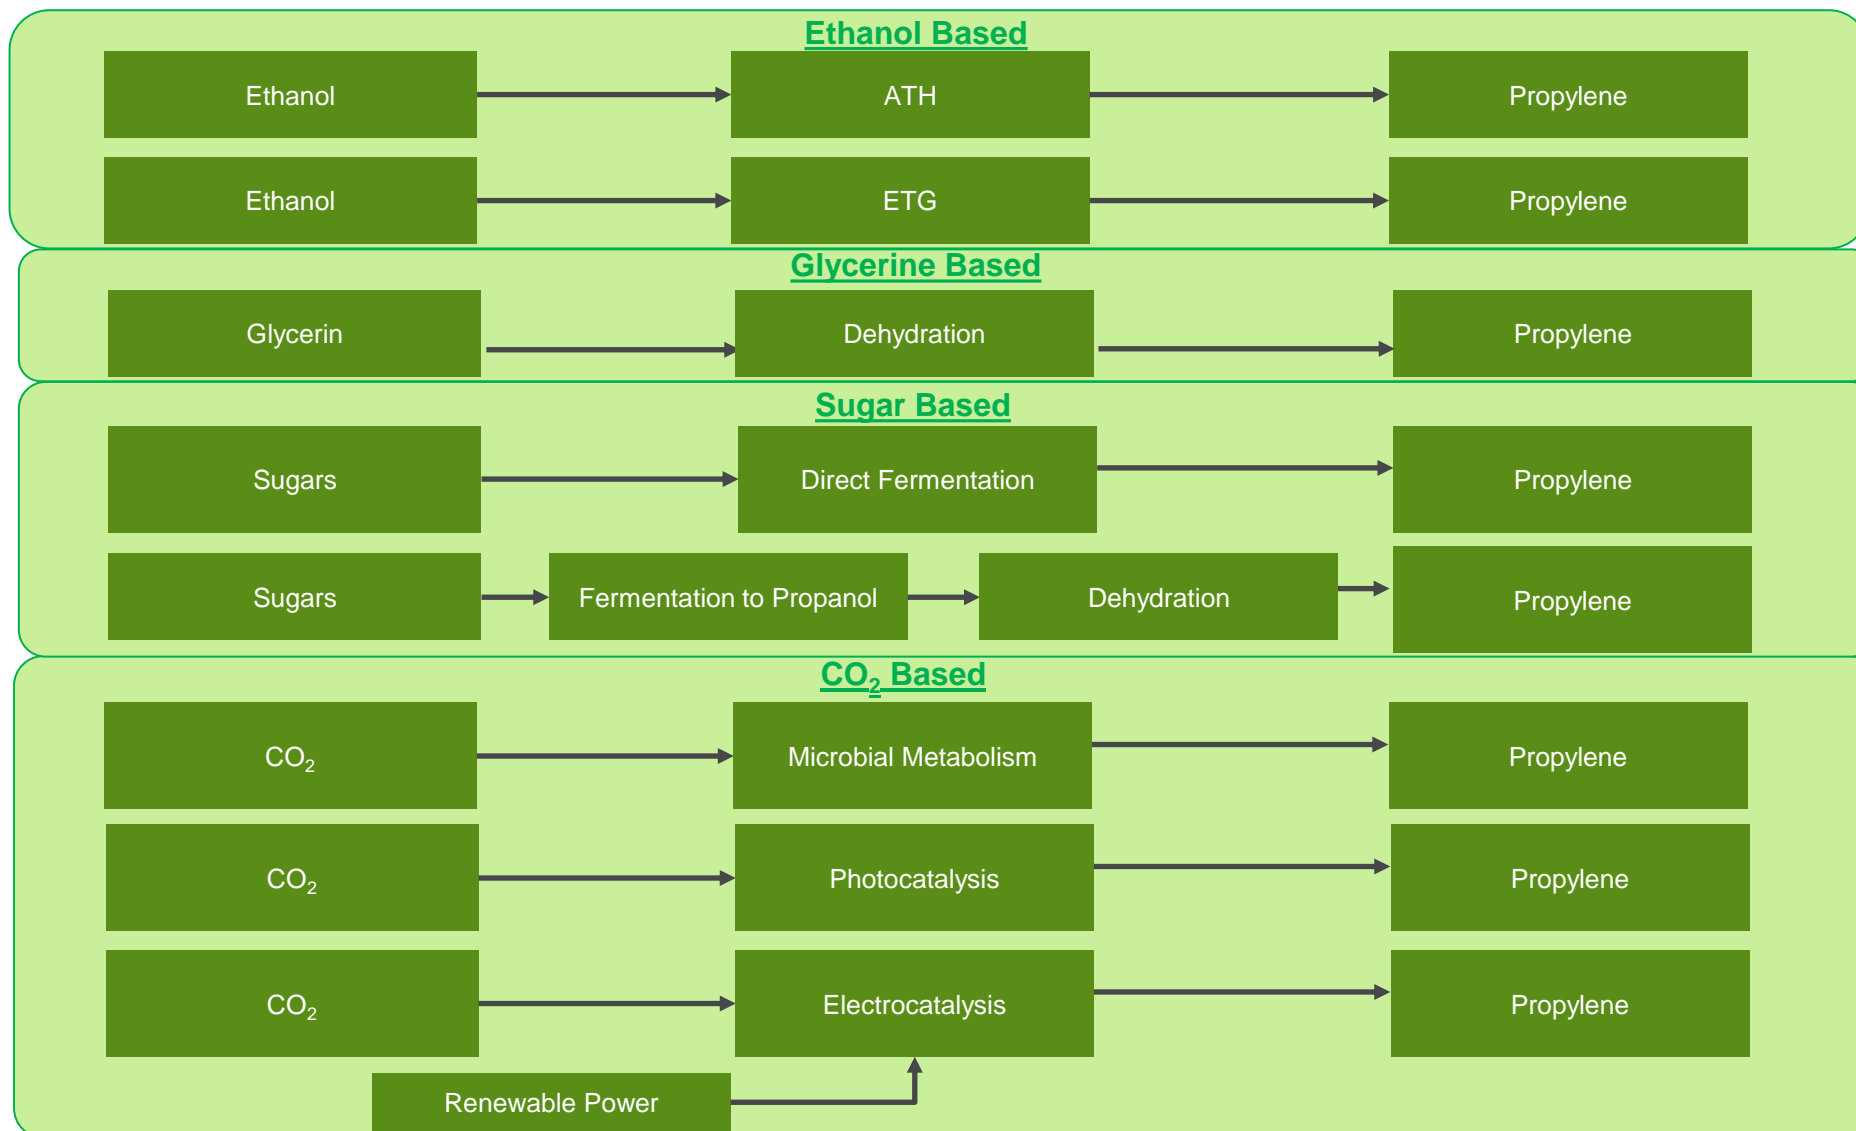 Ethanol Based
Ethanol
ATH
Propylene
Ethanol
ETG
Propylene
Glycerine Based
Glycerin
Dehydration
Propylene
Sugar Based
Sugars
Direct Fermentation
Propylene
Sugars
Fermentation to Propanol
Dehydration
Propylene
CO₂ Based
CO₂
Microbial Metabolism
Propylene
CO₂
Photocatalysis
Propylene
CO₂
Electrocatalysis
Propylene
Renewable Power